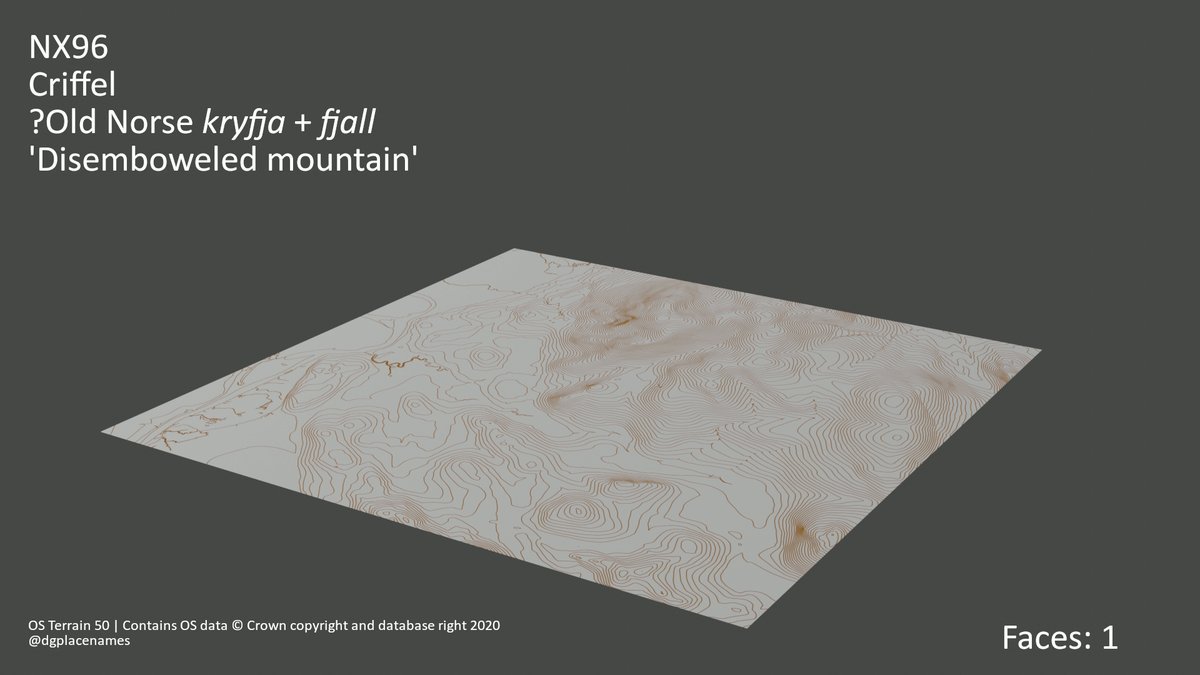 NX96
Criffel
?Old Norse kryfja + fjall
'Disemboweled mountain'
OS Terrain 50 | Contains OS data © Crown copyright and database right 2020
@dgplacenames
Faces: 1